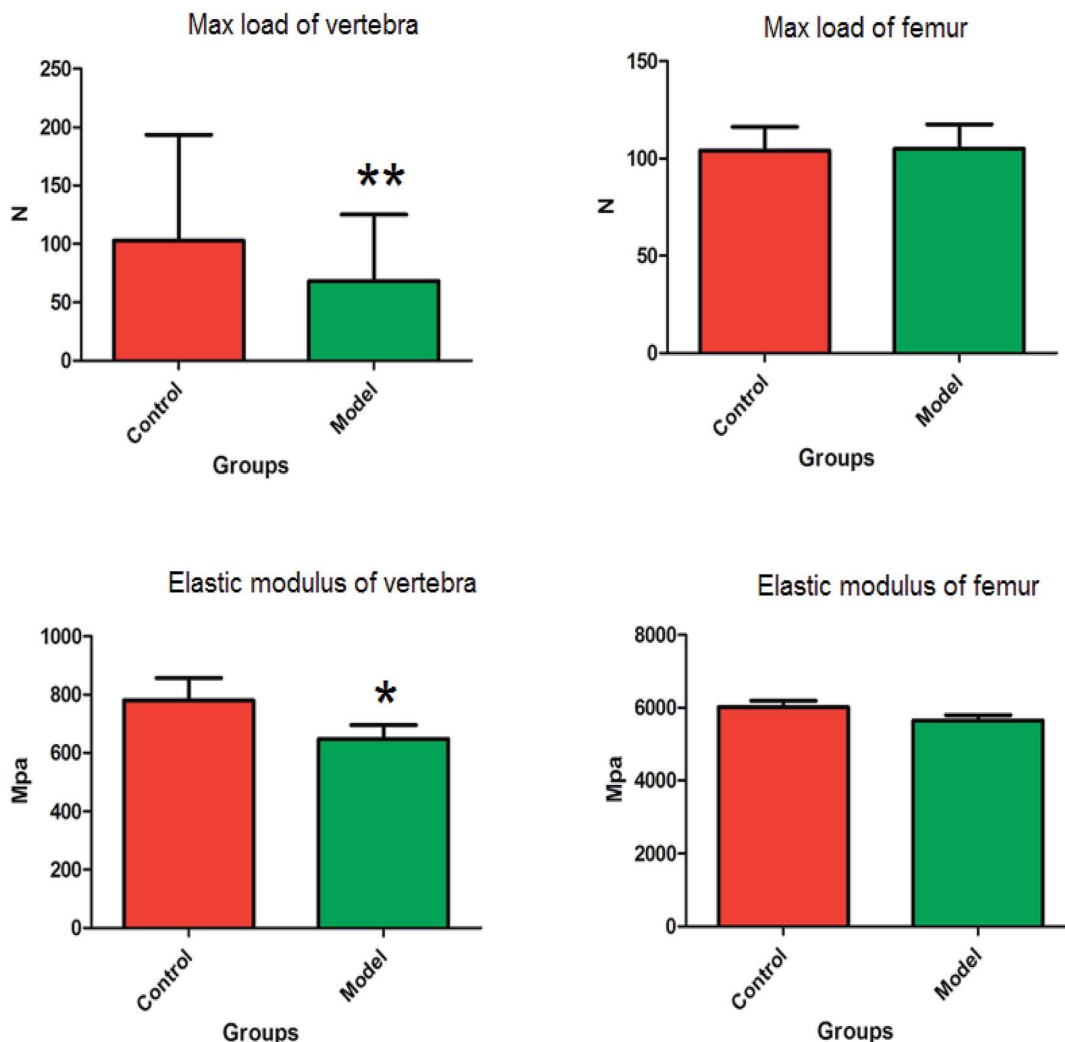 Max load of vertebra
250
200
150
100
50
0
N
**
Control
Model
Groups
Max load of femur
150
100
50
0
N
Control
Model
Groups
Elastic modulus of vertebra
1000
800
600
400
200
0
Mpa
*
Control
Model
Groups
Elastic modulus of femur
8000
6000
4000
2000
0
Mpa
Control
Model
Groups